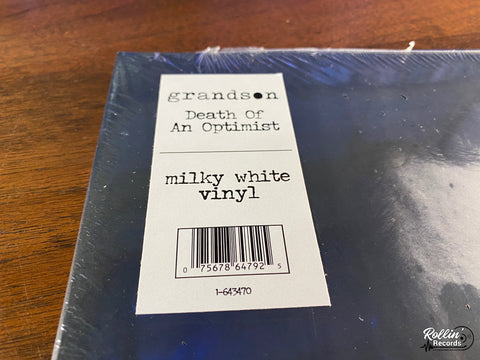 grandson
Death Of
An Optimist
milky white
vinyl
0 75678 64792 5
1-643470
Rollin'
Records